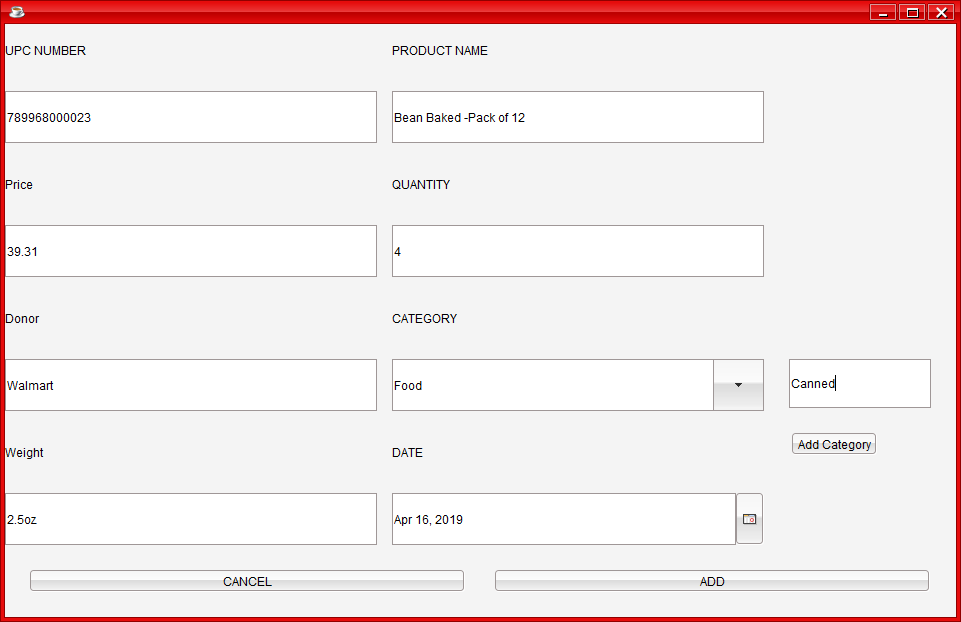 UPC NUMBER PRODUCT NAME
789968000023 Bean Baked -Pack of 12
Price QUANTITY
39.31 4
Donor CATEGORY
Walmart Food Canned
Add Category
Weight DATE
2.5oz Apr 16, 2019
CANCEL ADD